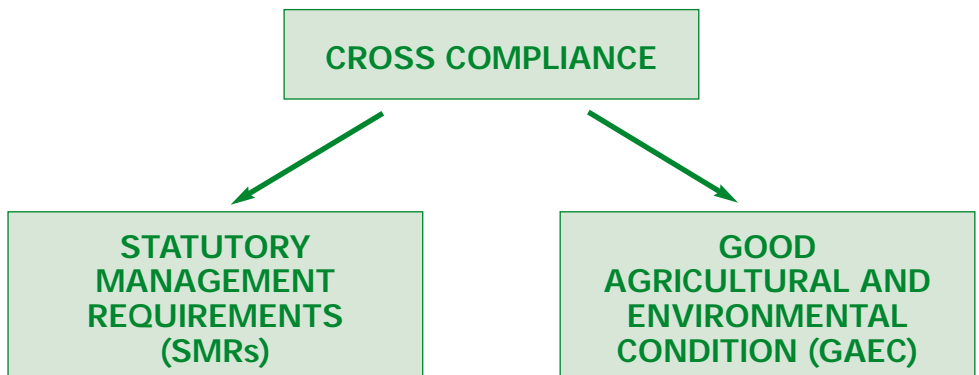 CROSS COMPLIANCE
STATUTORY
MANAGEMENT
REQUIREMENTS
(SMRs)
GOOD
AGRICULTURAL AND
ENVIRONMENTAL
CONDITION (GAEC)